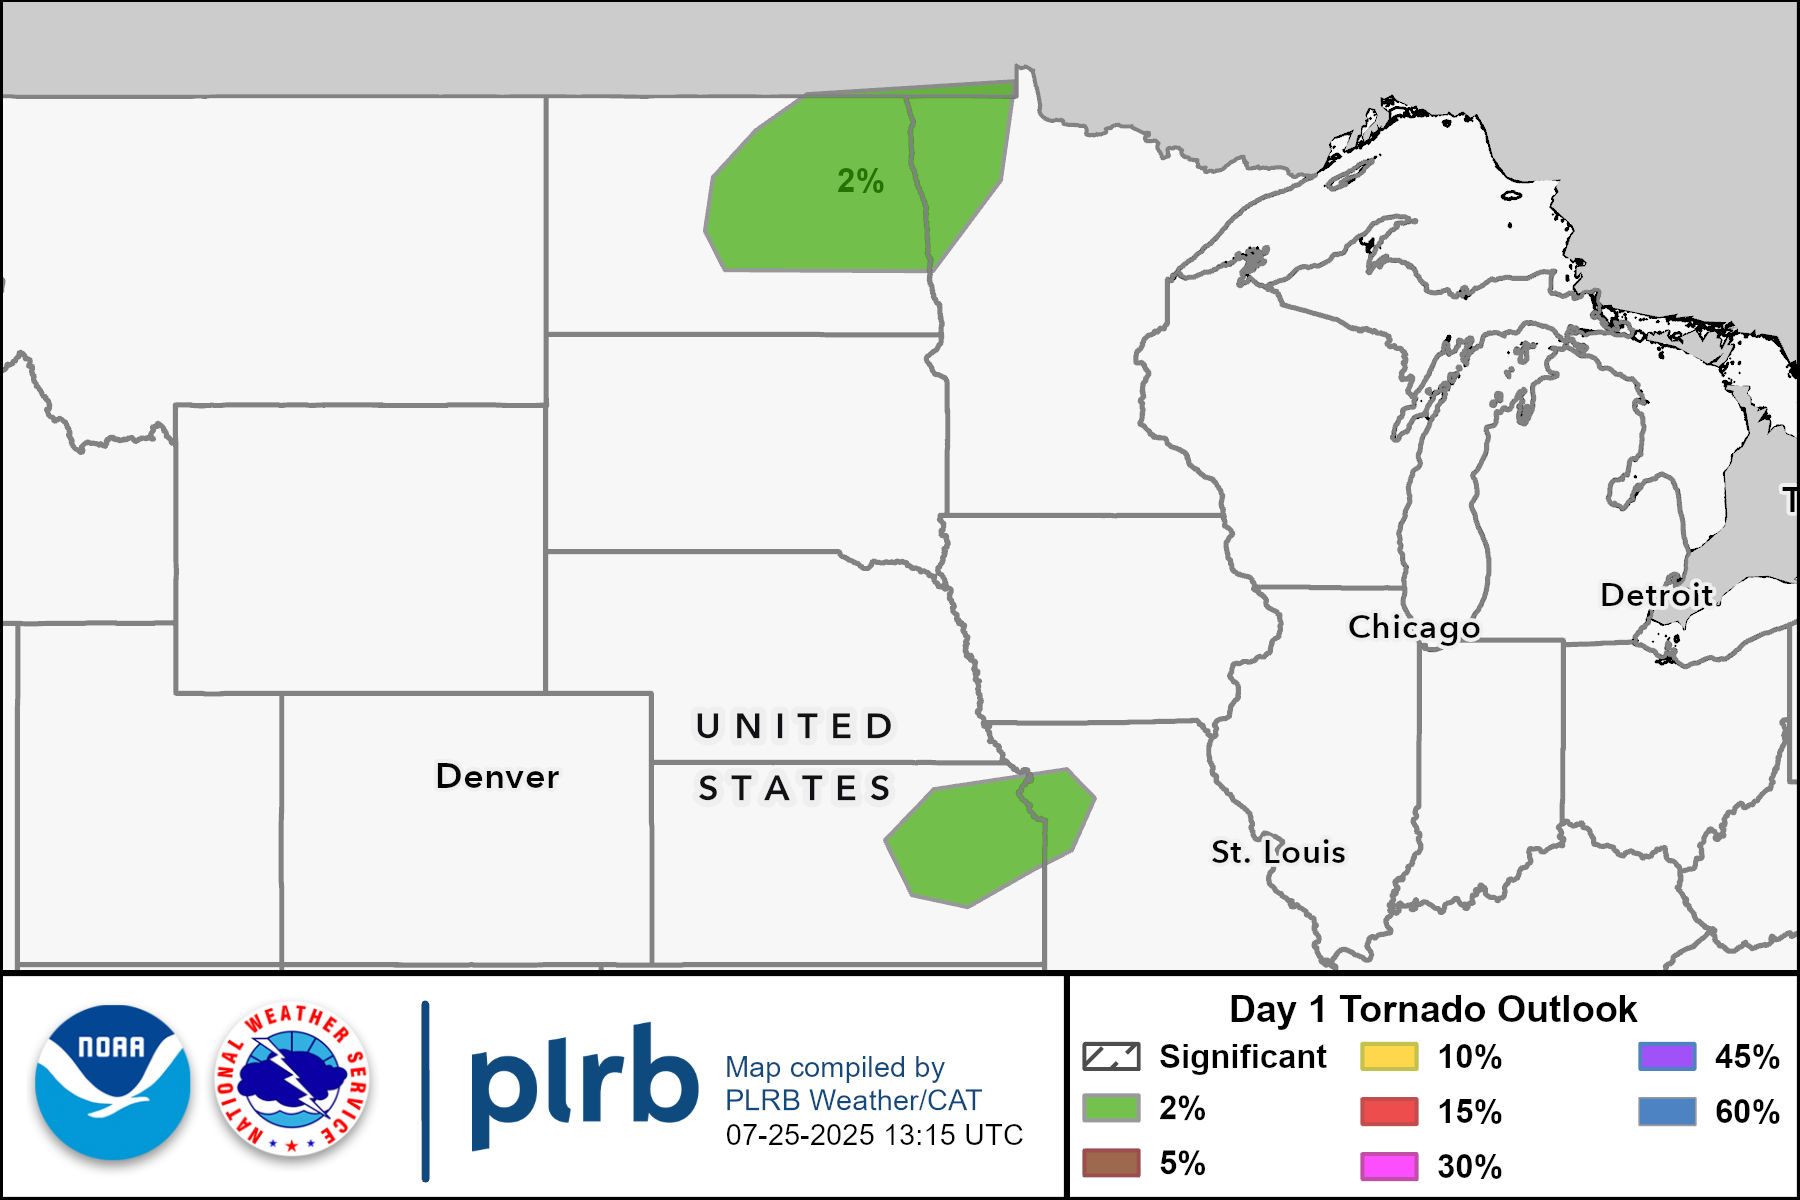 2%
Detroit
Chicago
UNITED
Denver
STATES
St. Louis
T
NOAA
NATIONAL WEATHER SERVICE
plrb
Map compiled by
PLRB Weather/CAT
07-25-2025 13:15 UTC
Day 1 Tornado Outlook
Significant
2%
5%
10%
15%
30%
45%
60%